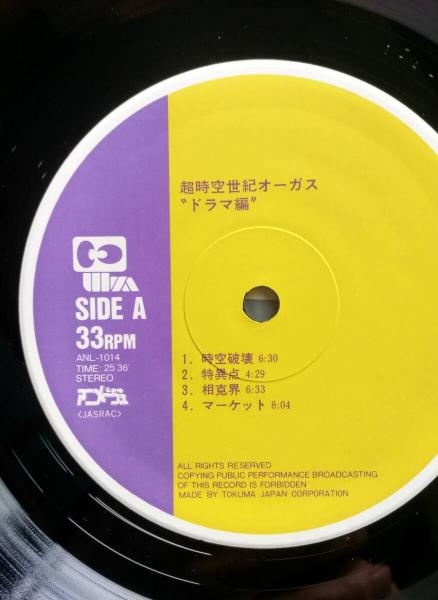 超時空世紀オーガス
"ドラマ編"
SIDE A
33RPM
ANL-1014
TIME: 25'36"
STEREO
アニメージュ
<JASRAC>
1. 時空破壊 6:30
2. 特異点 4:29
3. 相克界 6:33
4. マーケット 8:04
ALL RIGHTS RESERVED
COPYING PUBLIC PERFORMANCE BROADCASTING
OF THIS RECORD IS FORBIDDEN
MADE BY TOKUMA JAPAN CORPORATION